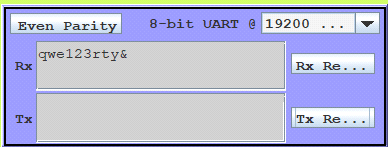 Even Parity 8-bit UART @ 19200 ...
Rx qwe123rty& Rx Re...
Tx Tx Re...